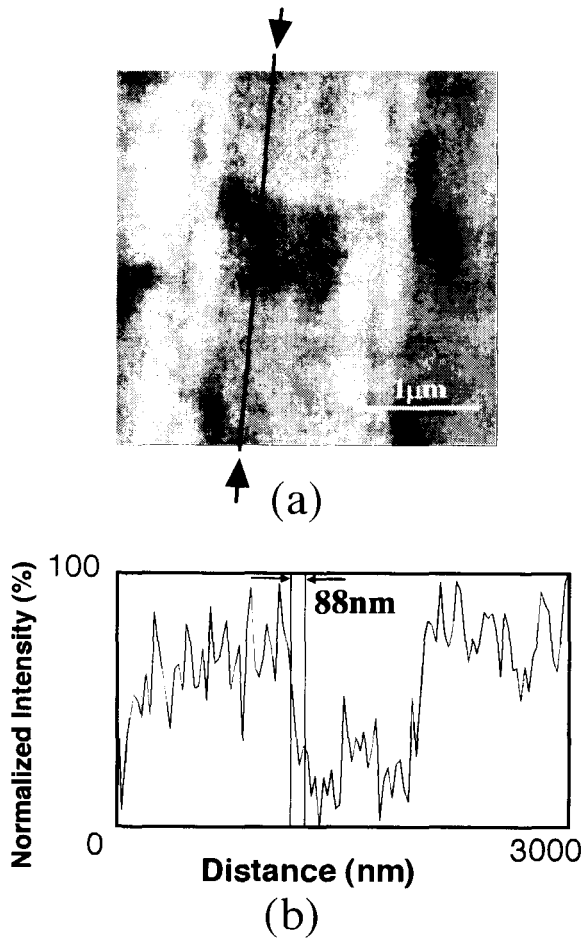 1μm
(a)
100
88nm
Normalized Intensity (%)
0
3000
Distance (nm)
(b)